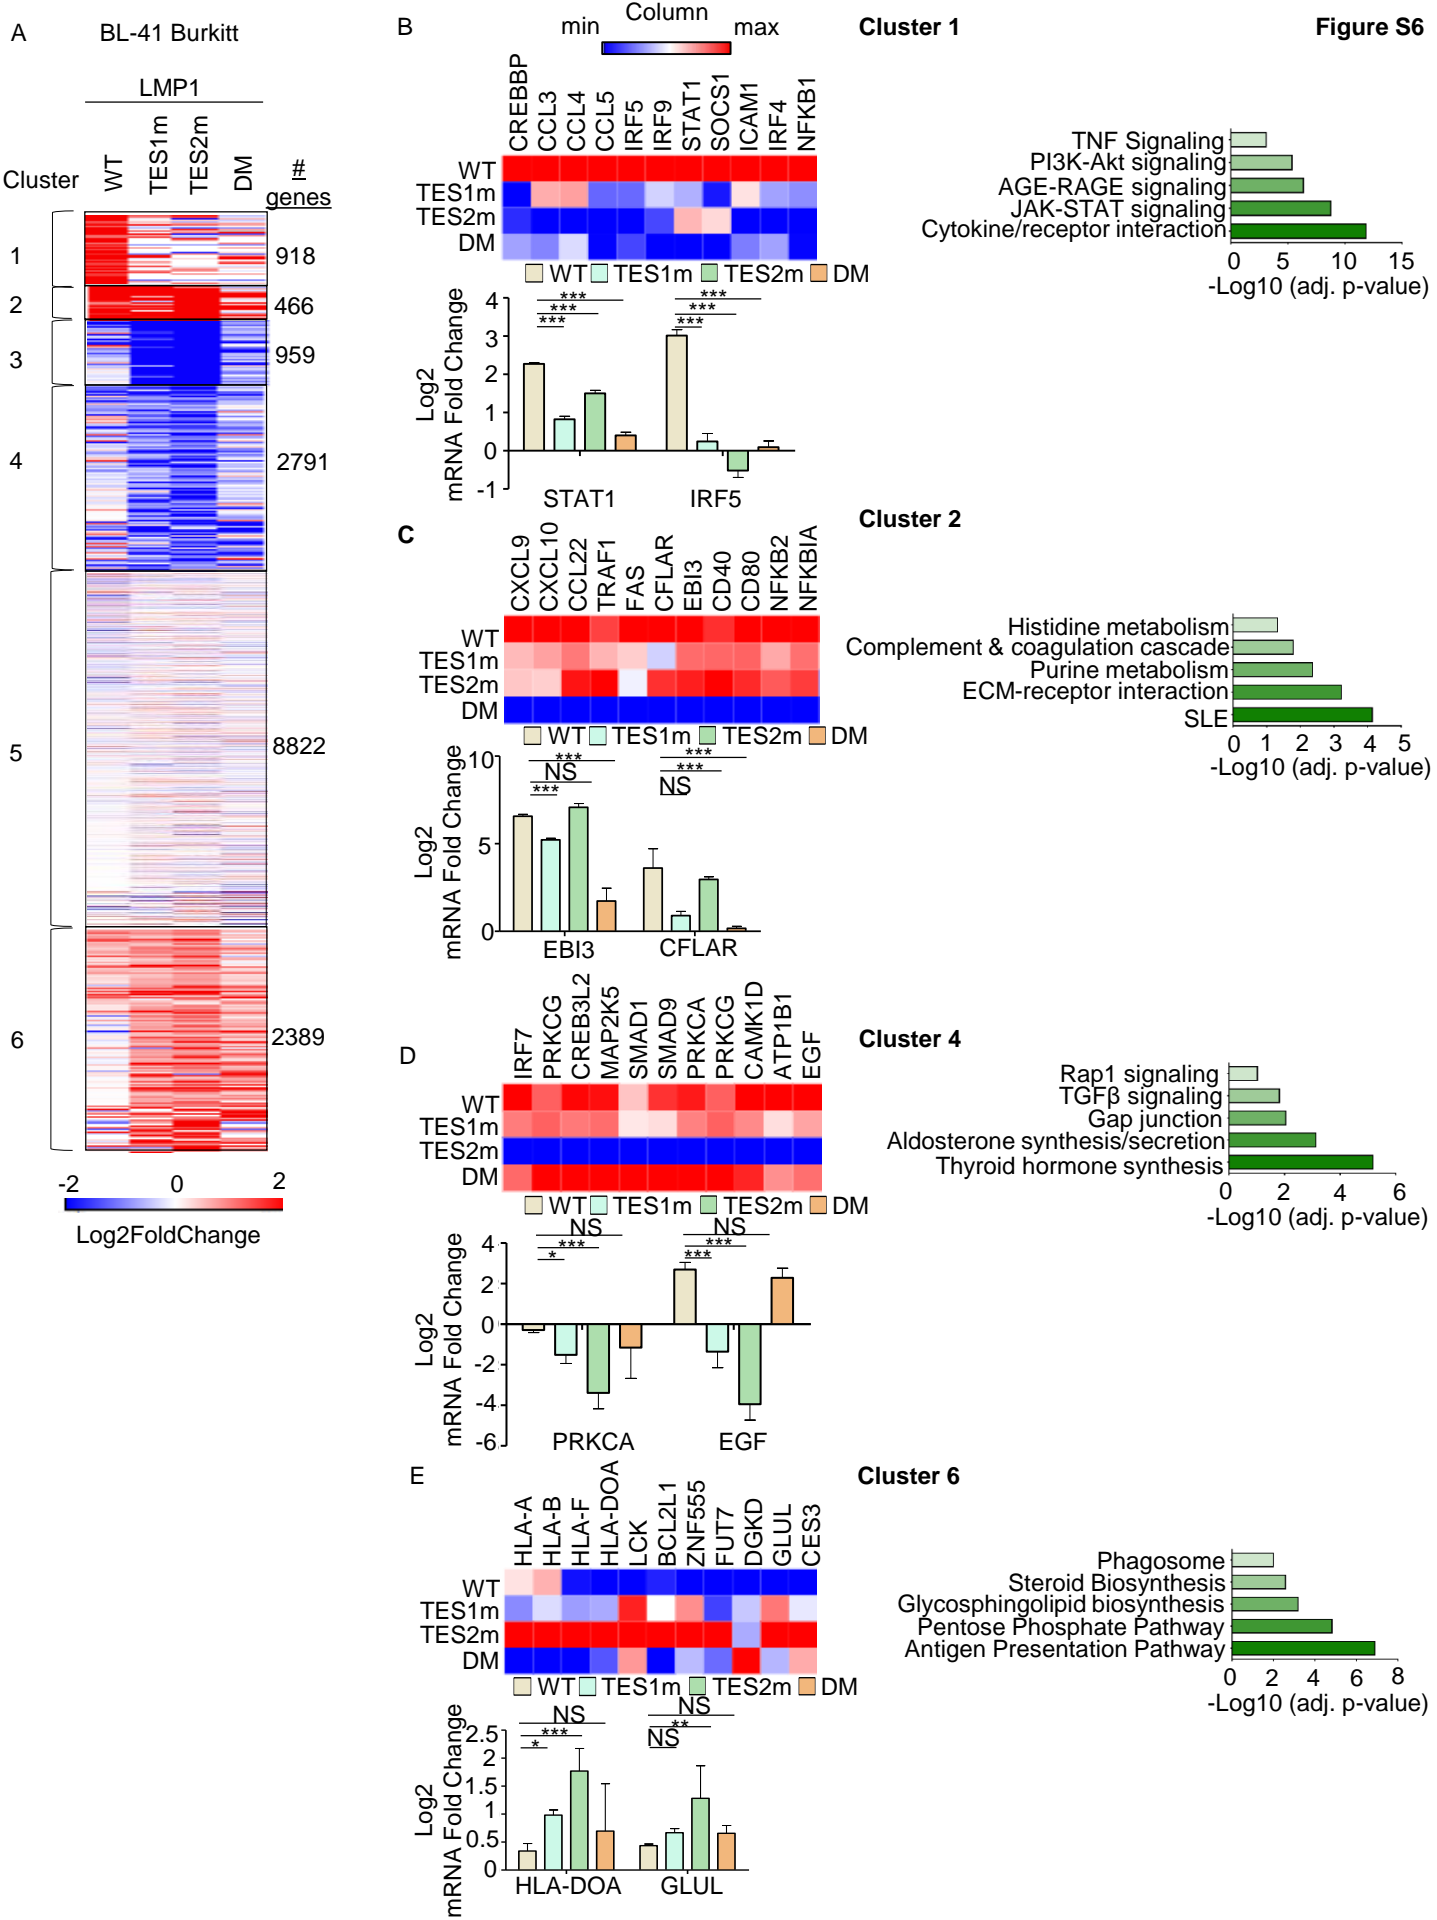 Figure S6
A
BL-41 Burkitt
LMP1
Cluster
WT
TES1m
TES2m
DM
#
genes
1
918
2
466
3
959
4
2791
5
8822
6
2389
-2
0
2
Log2FoldChange
B
Column
min
max
Cluster 1
CREBBP
CCL3
CCL4
CCL5
IRF5
IRF9
STAT1
SOCS1
ICAM1
IRF4
NFKB1
WT
TES1m
TES2m
DM
WT TES1m TES2m DM
Log2
mRNA Fold Change
4
3
2
1
0
-1
***
***
***
***
***
***
STAT1
IRF5
TNF Signaling
PI3K-Akt signaling
AGE-RAGE signaling
JAK-STAT signaling
Cytokine/receptor interaction
0 5 10 15
-Log10 (adj. p-value)
C
Cluster 2
CXCL9
CXCL10
CCL22
TRAF1
FAS
CFLAR
EBI3
CD40
CD80
NFKB2
NFKBIA
WT
TES1m
TES2m
DM
WT TES1m TES2m DM
Log2
mRNA Fold Change
10
5
0
***
NS
***
***
***
NS
EBI3
CFLAR
Histidine metabolism
Complement & coagulation cascade
Purine metabolism
ECM-receptor interaction
SLE
0 1 2 3 4 5
-Log10 (adj. p-value)
D
Cluster 4
IRF7
PRKCG
CREB3L2
MAP2K5
SMAD1
SMAD9
PRKCA
PRKCG
CAMK1D
ATP1B1
EGF
WT
TES1m
TES2m
DM
WT TES1m TES2m DM
Log2
mRNA Fold Change
4
2
0
-2
-4
-6
NS
***
*
NS
***
***
PRKCA
EGF
Rap1 signaling
TGFβ signaling
Gap junction
Aldosterone synthesis/secretion
Thyroid hormone synthesis
0 2 4 6
-Log10 (adj. p-value)
E
Cluster 6
HLA-A
HLA-B
HLA-F
HLA-DOA
LCK
BCL2L1
ZNF555
FUT7
DGKD
GLUL
CES3
WT
TES1m
TES2m
DM
WT TES1m TES2m DM
Log2
mRNA Fold Change
2.5
2
1.5
1
0.5
0
NS
***
*
NS
**
NS
HLA-DOA
GLUL
Phagosome
Steroid Biosynthesis
Glycosphingolipid biosynthesis
Pentose Phosphate Pathway
Antigen Presentation Pathway
0 2 4 6 8
-Log10 (adj. p-value)